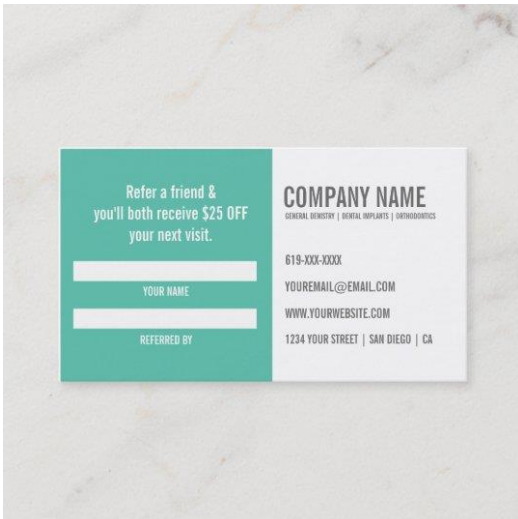 Refer a friend &
you'll both receive $25 OFF
your next visit.
YOUR NAME
REFERRED BY
COMPANY NAME
GENERAL DENISTRY | DENTAL IMPLANTS | ORTHODONTICS
619-XXX-XXXX
YOUREMAIL@EMAIL.COM
WWW.YOURWEBSITE.COM
1234 YOUR STREET | SAN DIEGO | CA